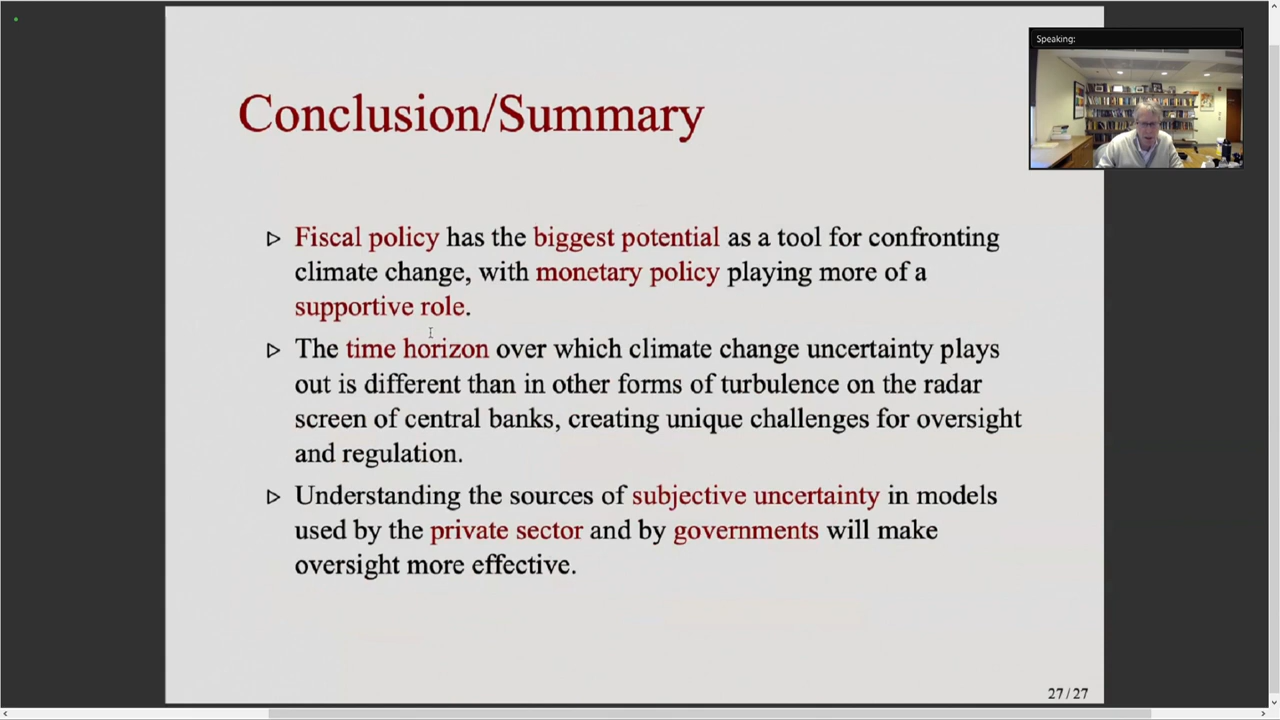 Speaking:
Conclusion/Summary
▷ Fiscal policy has the biggest potential as a tool for confronting
climate change, with monetary policy playing more of a
supportive role.
▷ The time horizon over which climate change uncertainty plays
out is different than in other forms of turbulence on the radar
screen of central banks, creating unique challenges for oversight
and regulation.
▷ Understanding the sources of subjective uncertainty in models
used by the private sector and by governments will make
oversight more effective.
27/27